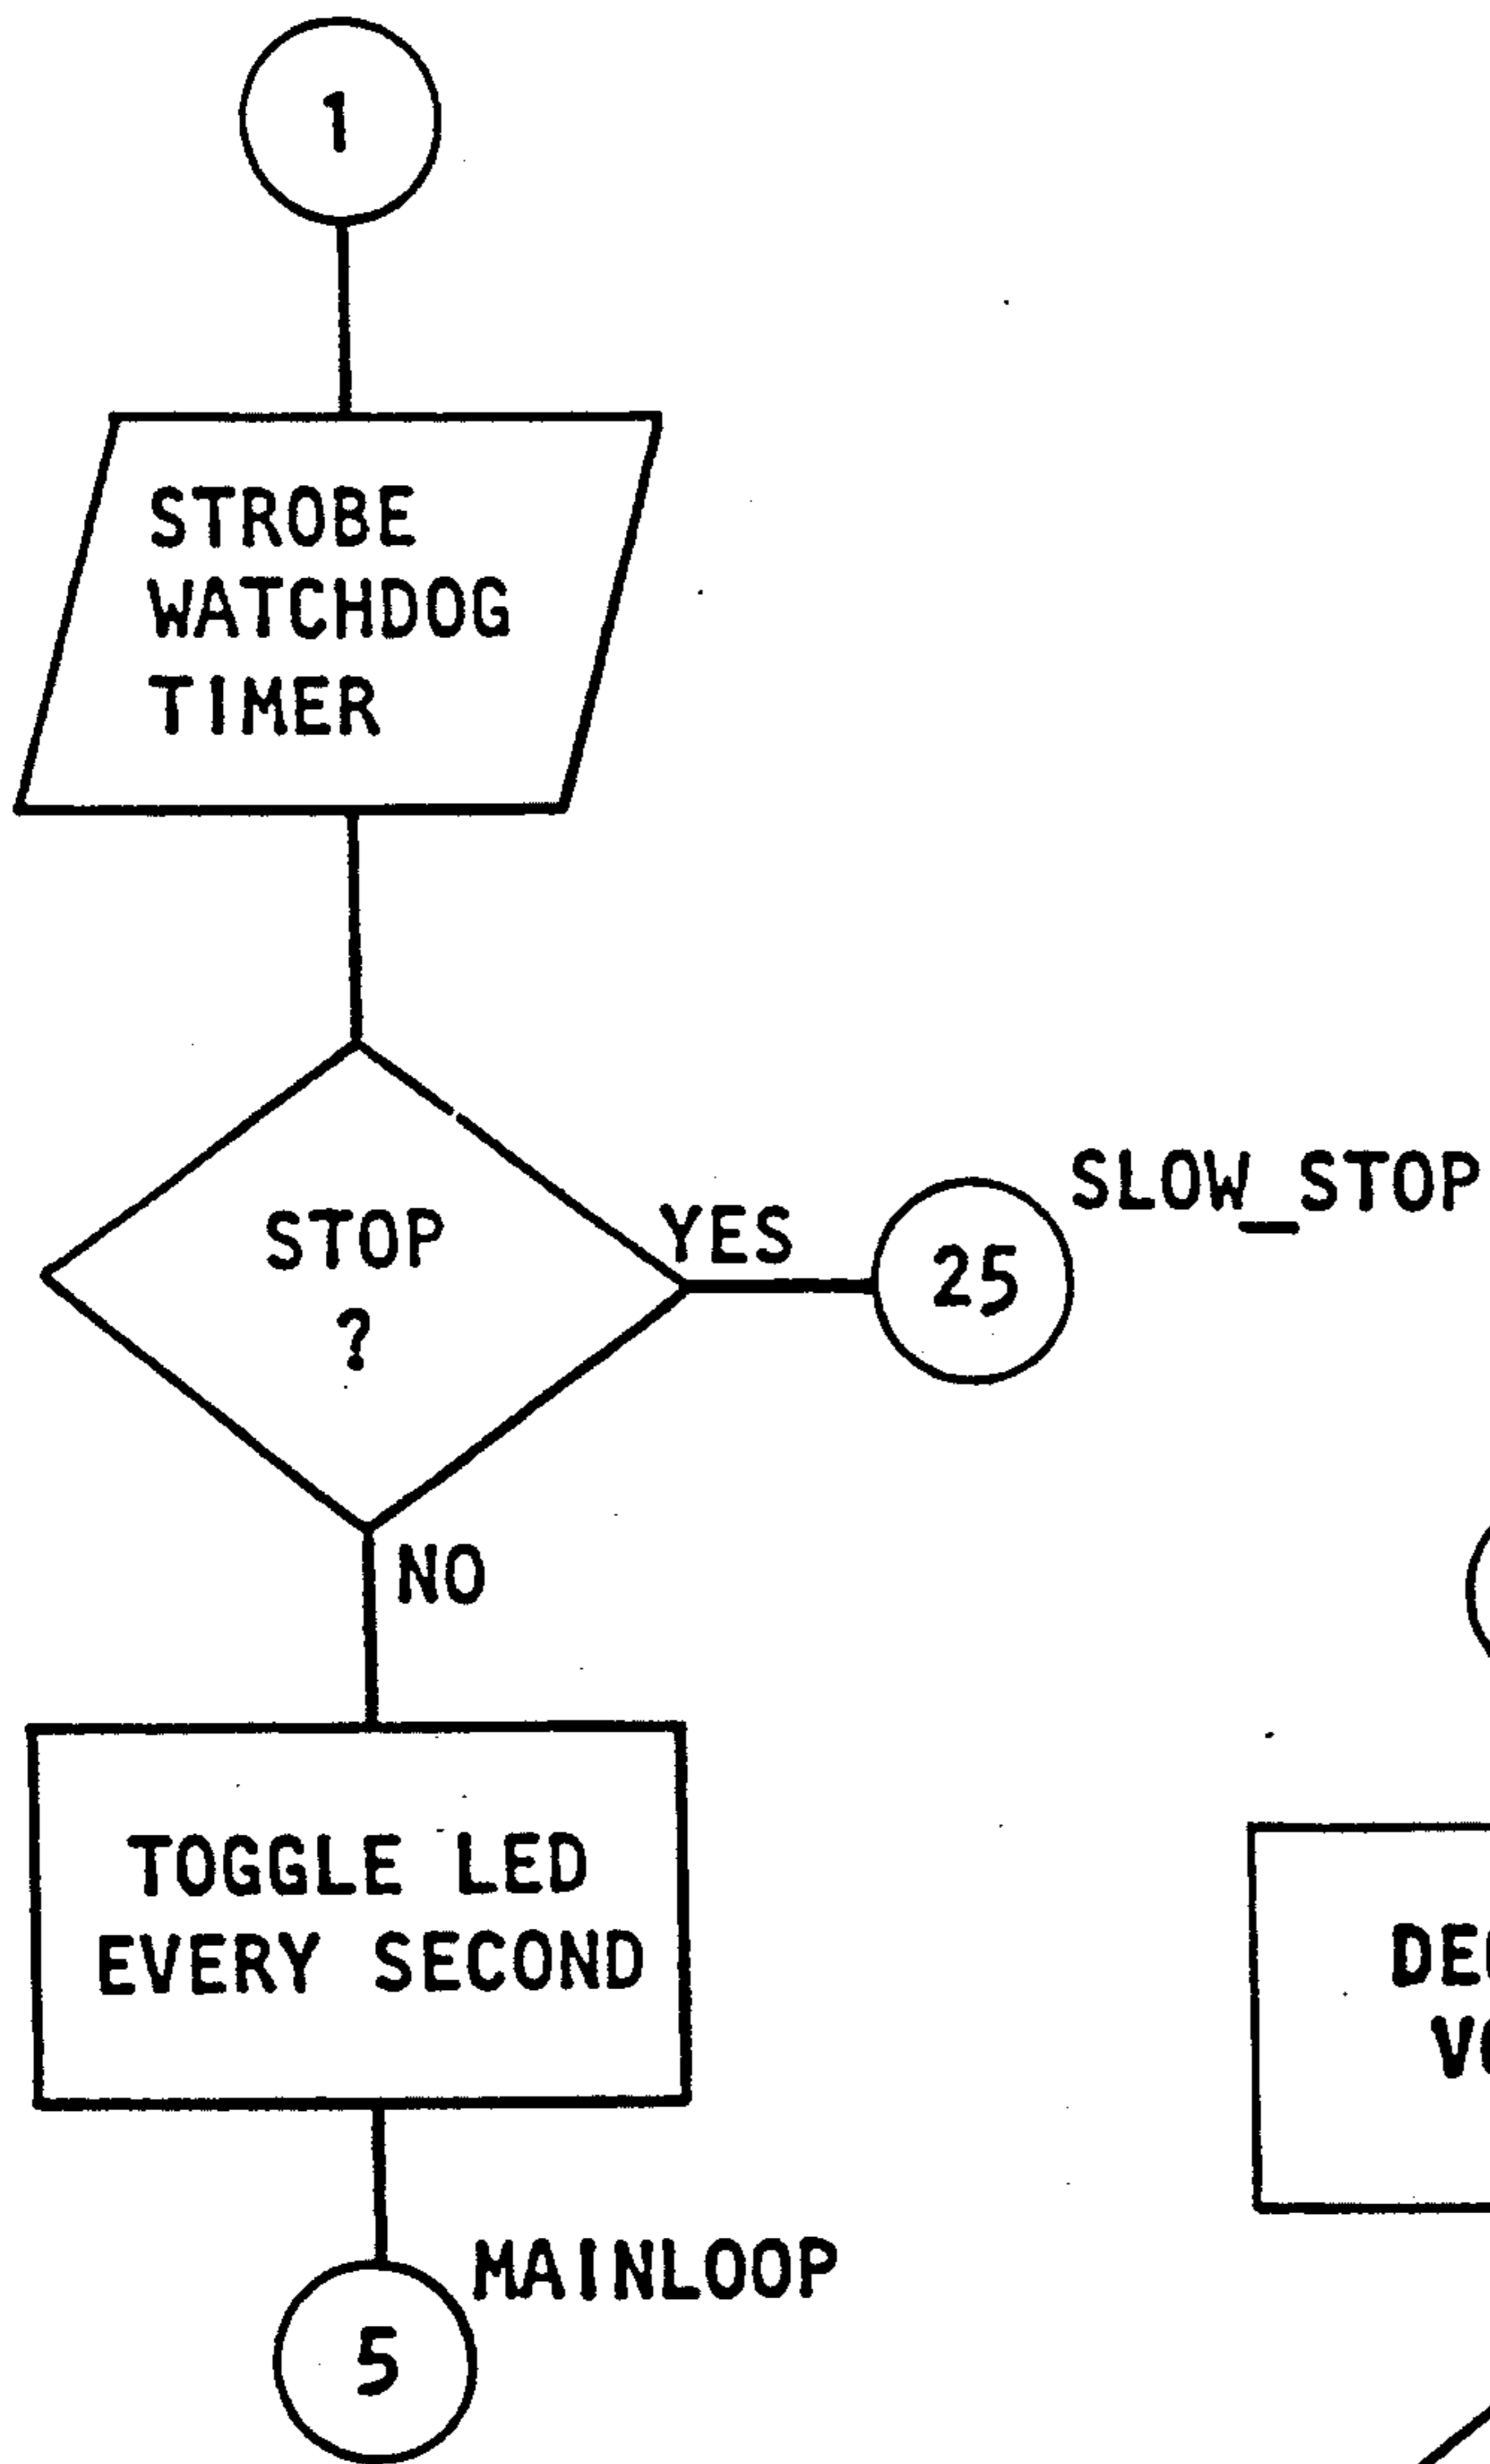 1
STROBE
WATCHDOG
TIMER
STOP
?
YES
25
SLOW_STOP
NO
TOGGLE LED
EVERY SECOND
MAINLOOP
5